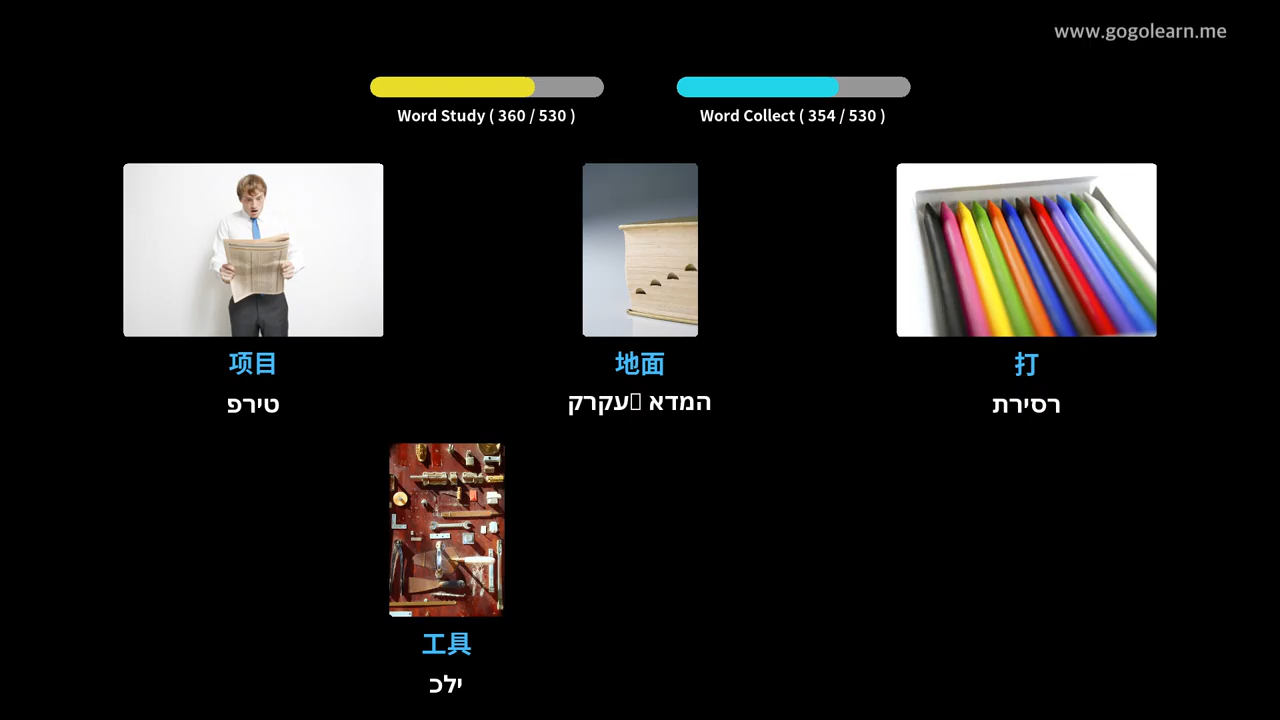 www.gogolearn.me
Word Study ( 360 / 530 )
Word Collect ( 354 / 530 )
项目
地面
打
טירפ
המדא ▯עקרק
רסירת
工具
ילכ